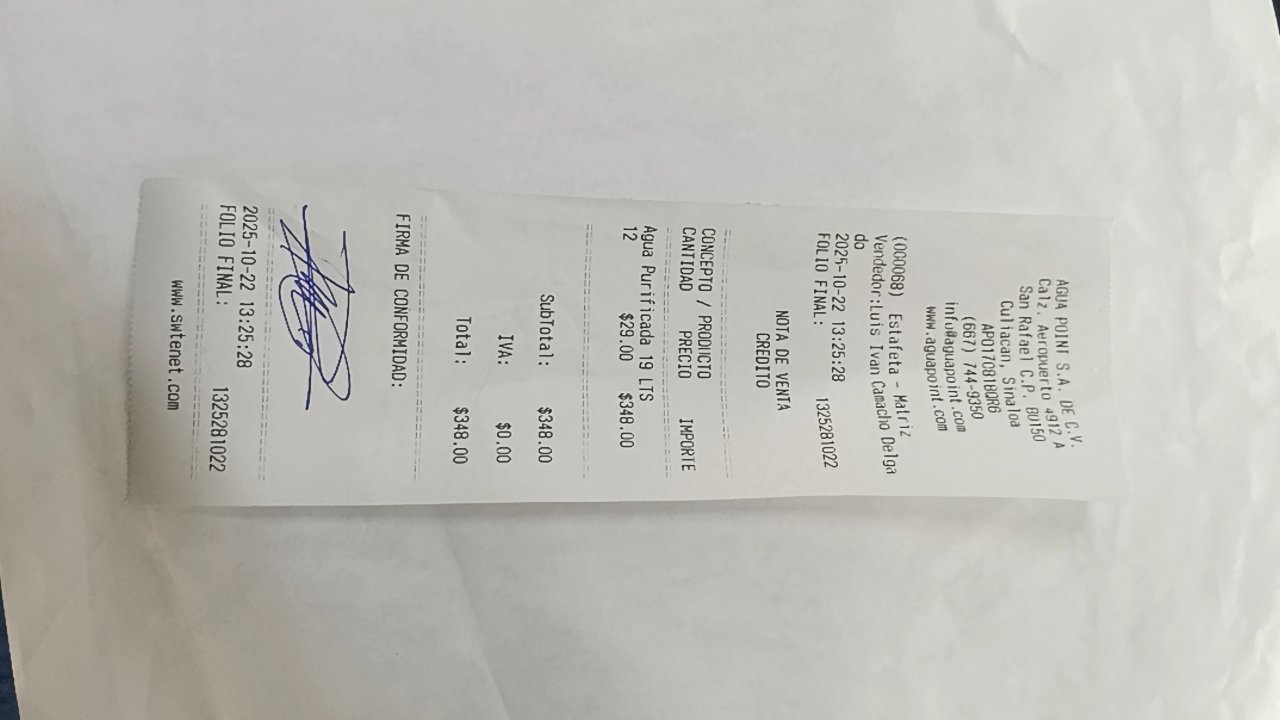 AGUA POINT S.A. DE C.V.
Calz. Aeropuerto 4912 A
San Rafael C.P. 80150
Culiacan, Sinaloa
APO170818QR6
(667) 744-9350
info@aguapoint.com
www.aguapoint.com
(000068) Estafeta - Matriz
Vendedor:Luis Ivan Camacho Delga
do
2025-10-22 13:25:28
FOLIO FINAL: 1325281022
NOTA DE VENTA
CREDITO
CONCEPTO / PRODUCTO
CANTIDAD PRECIO IMPORTE
Agua Purificada 19 LTS
12 $29.00 $348.00
SubTotal: $348.00
IVA: $0.00
Total: $348.00
FIRMA DE CONFORMIDAD:
2025-10-22 13:25:28
FOLIO FINAL: 1325281022
www.swtenet.com